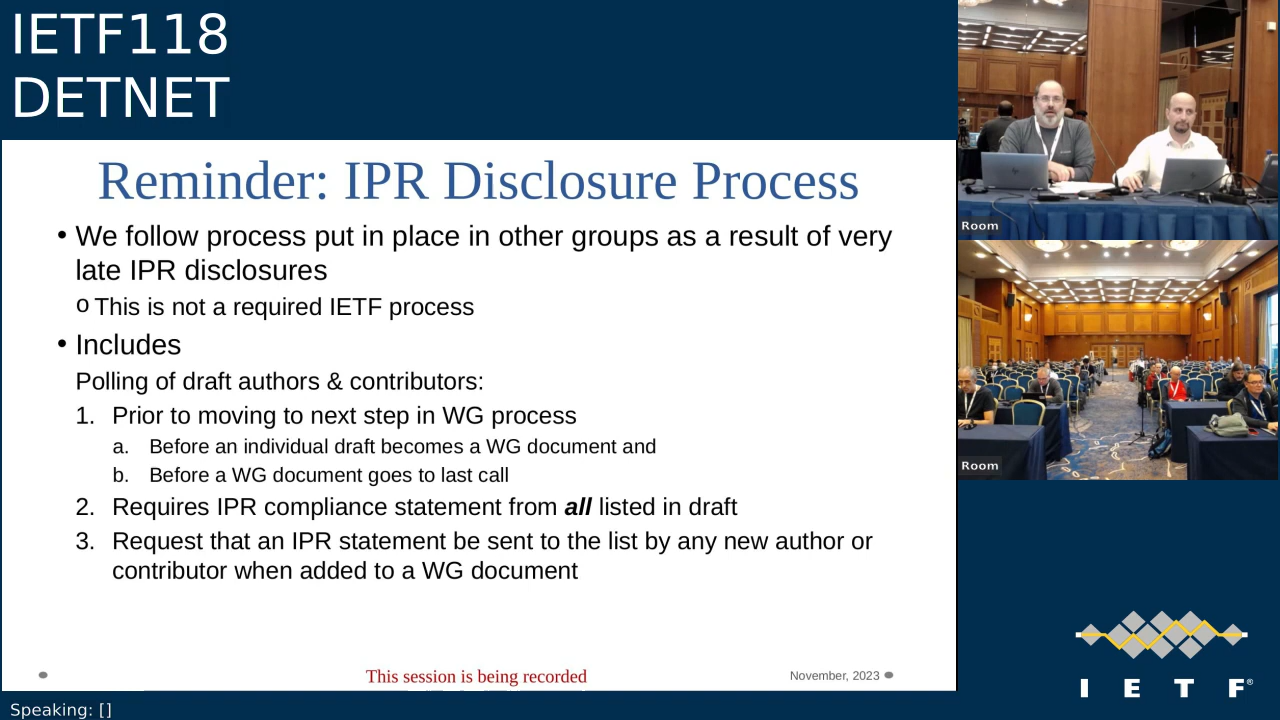 IETF118
DETNET
Reminder: IPR Disclosure Process
• We follow process put in place in other groups as a result of very
late IPR disclosures
o This is not a required IETF process
• Includes
Polling of draft authors & contributors:
1. Prior to moving to next step in WG process
a. Before an individual draft becomes a WG document and
b. Before a WG document goes to last call
2. Requires IPR compliance statement from all listed in draft
3. Request that an IPR statement be sent to the list by any new author or
contributor when added to a WG document
This session is being recorded
November, 2023
Room
Room
I E T F®
Speaking: []